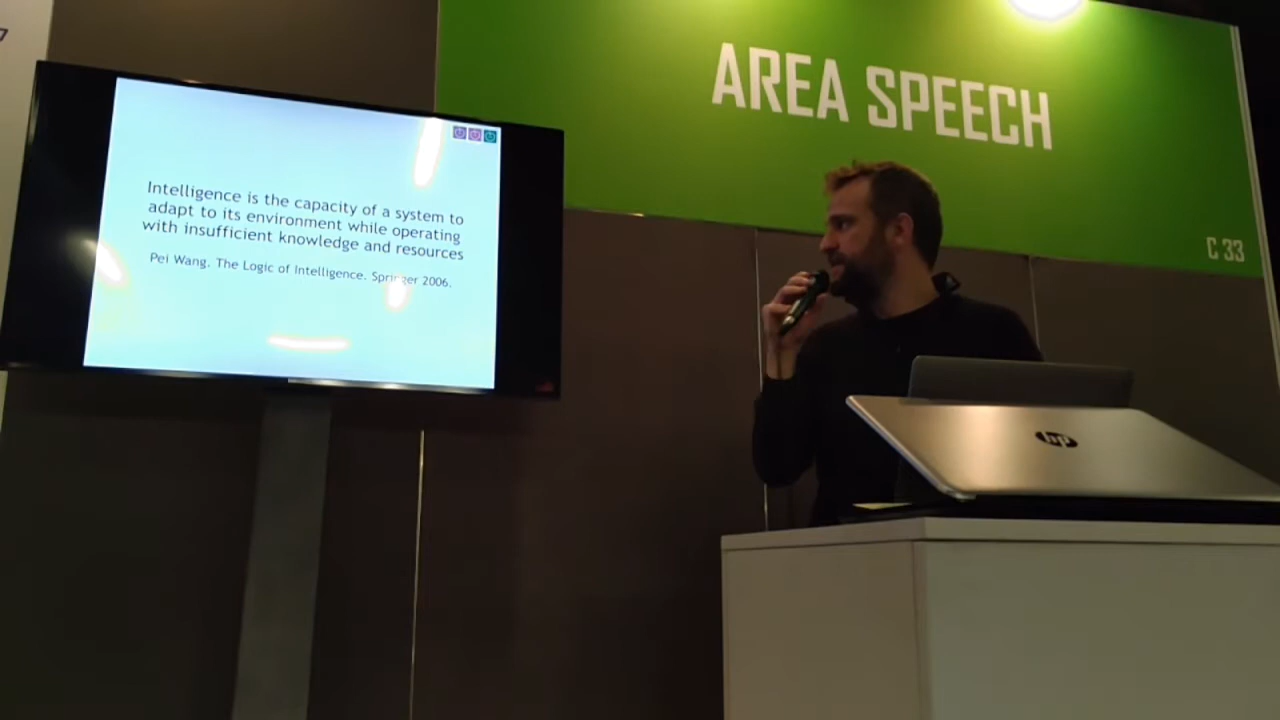 AREA SPEECH
C 33
Intelligence is the capacity of a system to
adapt to its environment while operating
with insufficient knowledge and resources
Pei Wang. The Logic of Intelligence. Springer 2006.
hp